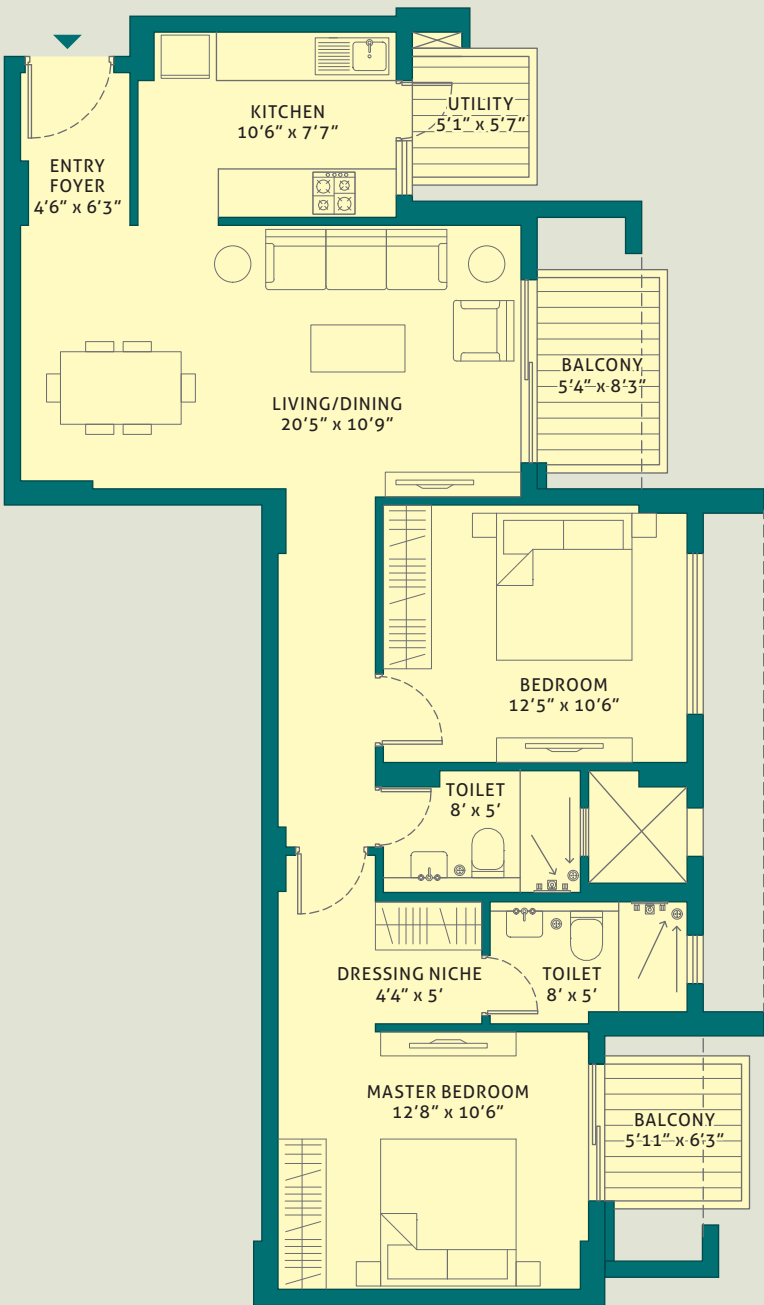 KITCHEN
10'6” x 7'7”
UTILITY
5'1” x 5'7”
ENTRY
FOYER
4'6” x 6'3”
BALCONY
5'4” x 8'3”
LIVING/DINING
20'5” x 10'9”
BEDROOM
12'5” x 10'6”
TOILET
8' x 5'
DRESSING NICHE
4'4” x 5'
TOILET
8' x 5'
MASTER BEDROOM
12'8” x 10'6”
BALCONY
5'11” x 6'3”